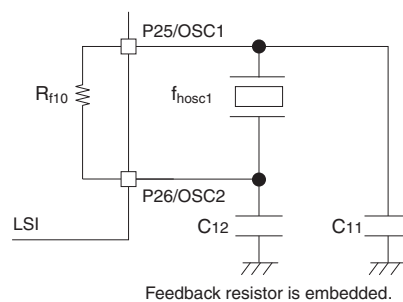 P25/OSC1
Rf10
fhosc1
P26/OSC2
LSI
C12
C11
Feedback resistor is embedded.